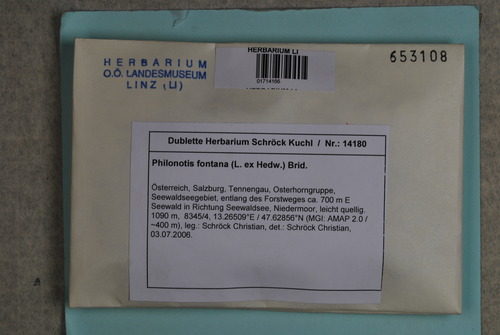 HERBARIUM LI
01714166
HERBARIUM
O.Ö. LANDESMUSEUM
LINZ (LI)
653108
Dublette Herbarium Schröck Kuchl / Nr.: 14180
Philonotis fontana (L. ex Hedw.) Brid.
Österreich, Salzburg, Tennengau, Osterhorngruppe,
Seewaldseegebiet, entlang des Forstweges ca. 700 m E
Seewald in Richtung Seewaldsee, Niedermoor, leicht quellig.
1090 m, 8345/4, 13.26509°E / 47.62856°N (MGI: AMAP 2.0 /
~400 m), leg.: Schröck Christian, det.: Schröck Christian,
03.07.2006.